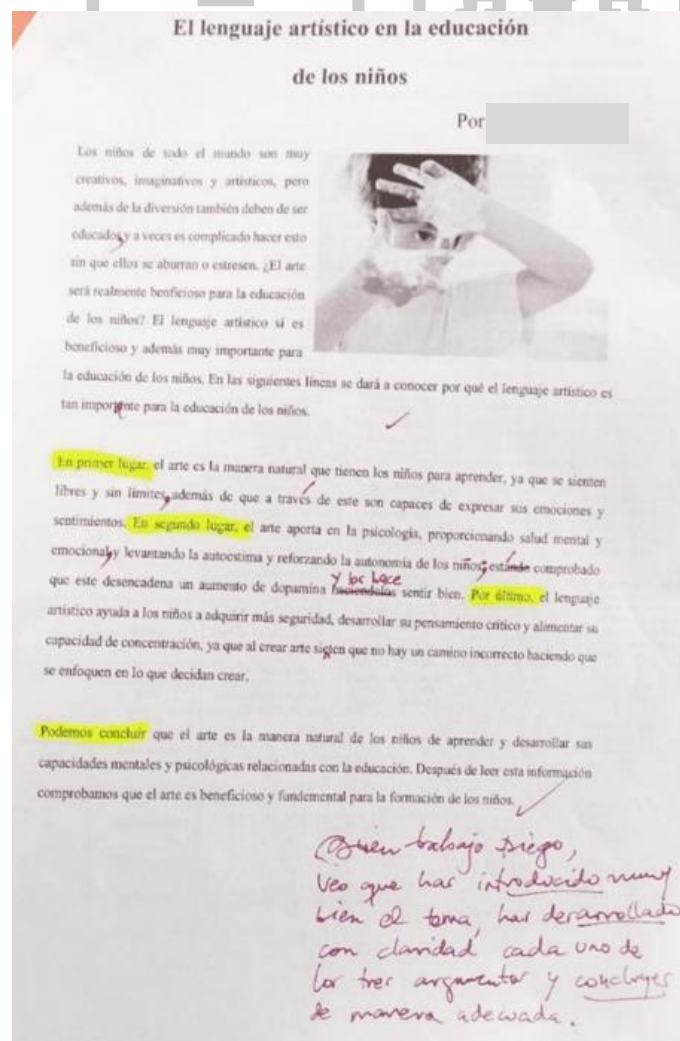 El lenguaje artístico en la educación
de los niños
Por
Los niños de todo el mundo son muy
creativos, imaginativos y artísticos, pero
además de la diversión también deben de ser
educados, y a veces es complicado hacer esto
sin que ellos se aburran o estresen. ¿El arte
será realmente benficioso para la educación
de los niños? El lenguaje artístico sí es
beneficioso y además muy importante para
la educación de los niños. En las siguientes líneas se dará a conocer por qué el lenguaje artístico es
tan importnte para la educación de los niños.
En primer lugar, el arte es la manera natural que tienen los niños para aprender, ya que se sienten
libres y sin límites, además de que a través de este son capaces de expresar sus emociones y
sentimientos. En segundo lugar, el arte aporta en la psicología, proporcionando salud mental y
emocional, y levantando la autoestima y reforzando la autonomía de los niños; está comprobado
y los hace
que este desencadena un aumento de dopamina haciéndolos sentir bien. Por último, el lenguaje
artístico ayuda a los niños a adquirir más seguridad, desarrollar su pensamiento crítico y alimentar su
capacidad de concentración, ya que al crear arte sieten que no hay un camino incorrecto haciendo que
se enfoquen en lo que decidan crear.
Podemos concluir que el arte es la manera natural de los niños de aprender y desarrollar sus
capacidades mentales y psicológicas relacionadas con la educación. Después de leer esta información
comprobamos que el arte es beneficioso y fundemental para la formación de los niños.
Buen trabajo Diego,
Veo que has introducido muy
bien el tema, has desarrollado
con claridad cada uno de
los tres argumentos y concluyes
de manera adecuada.